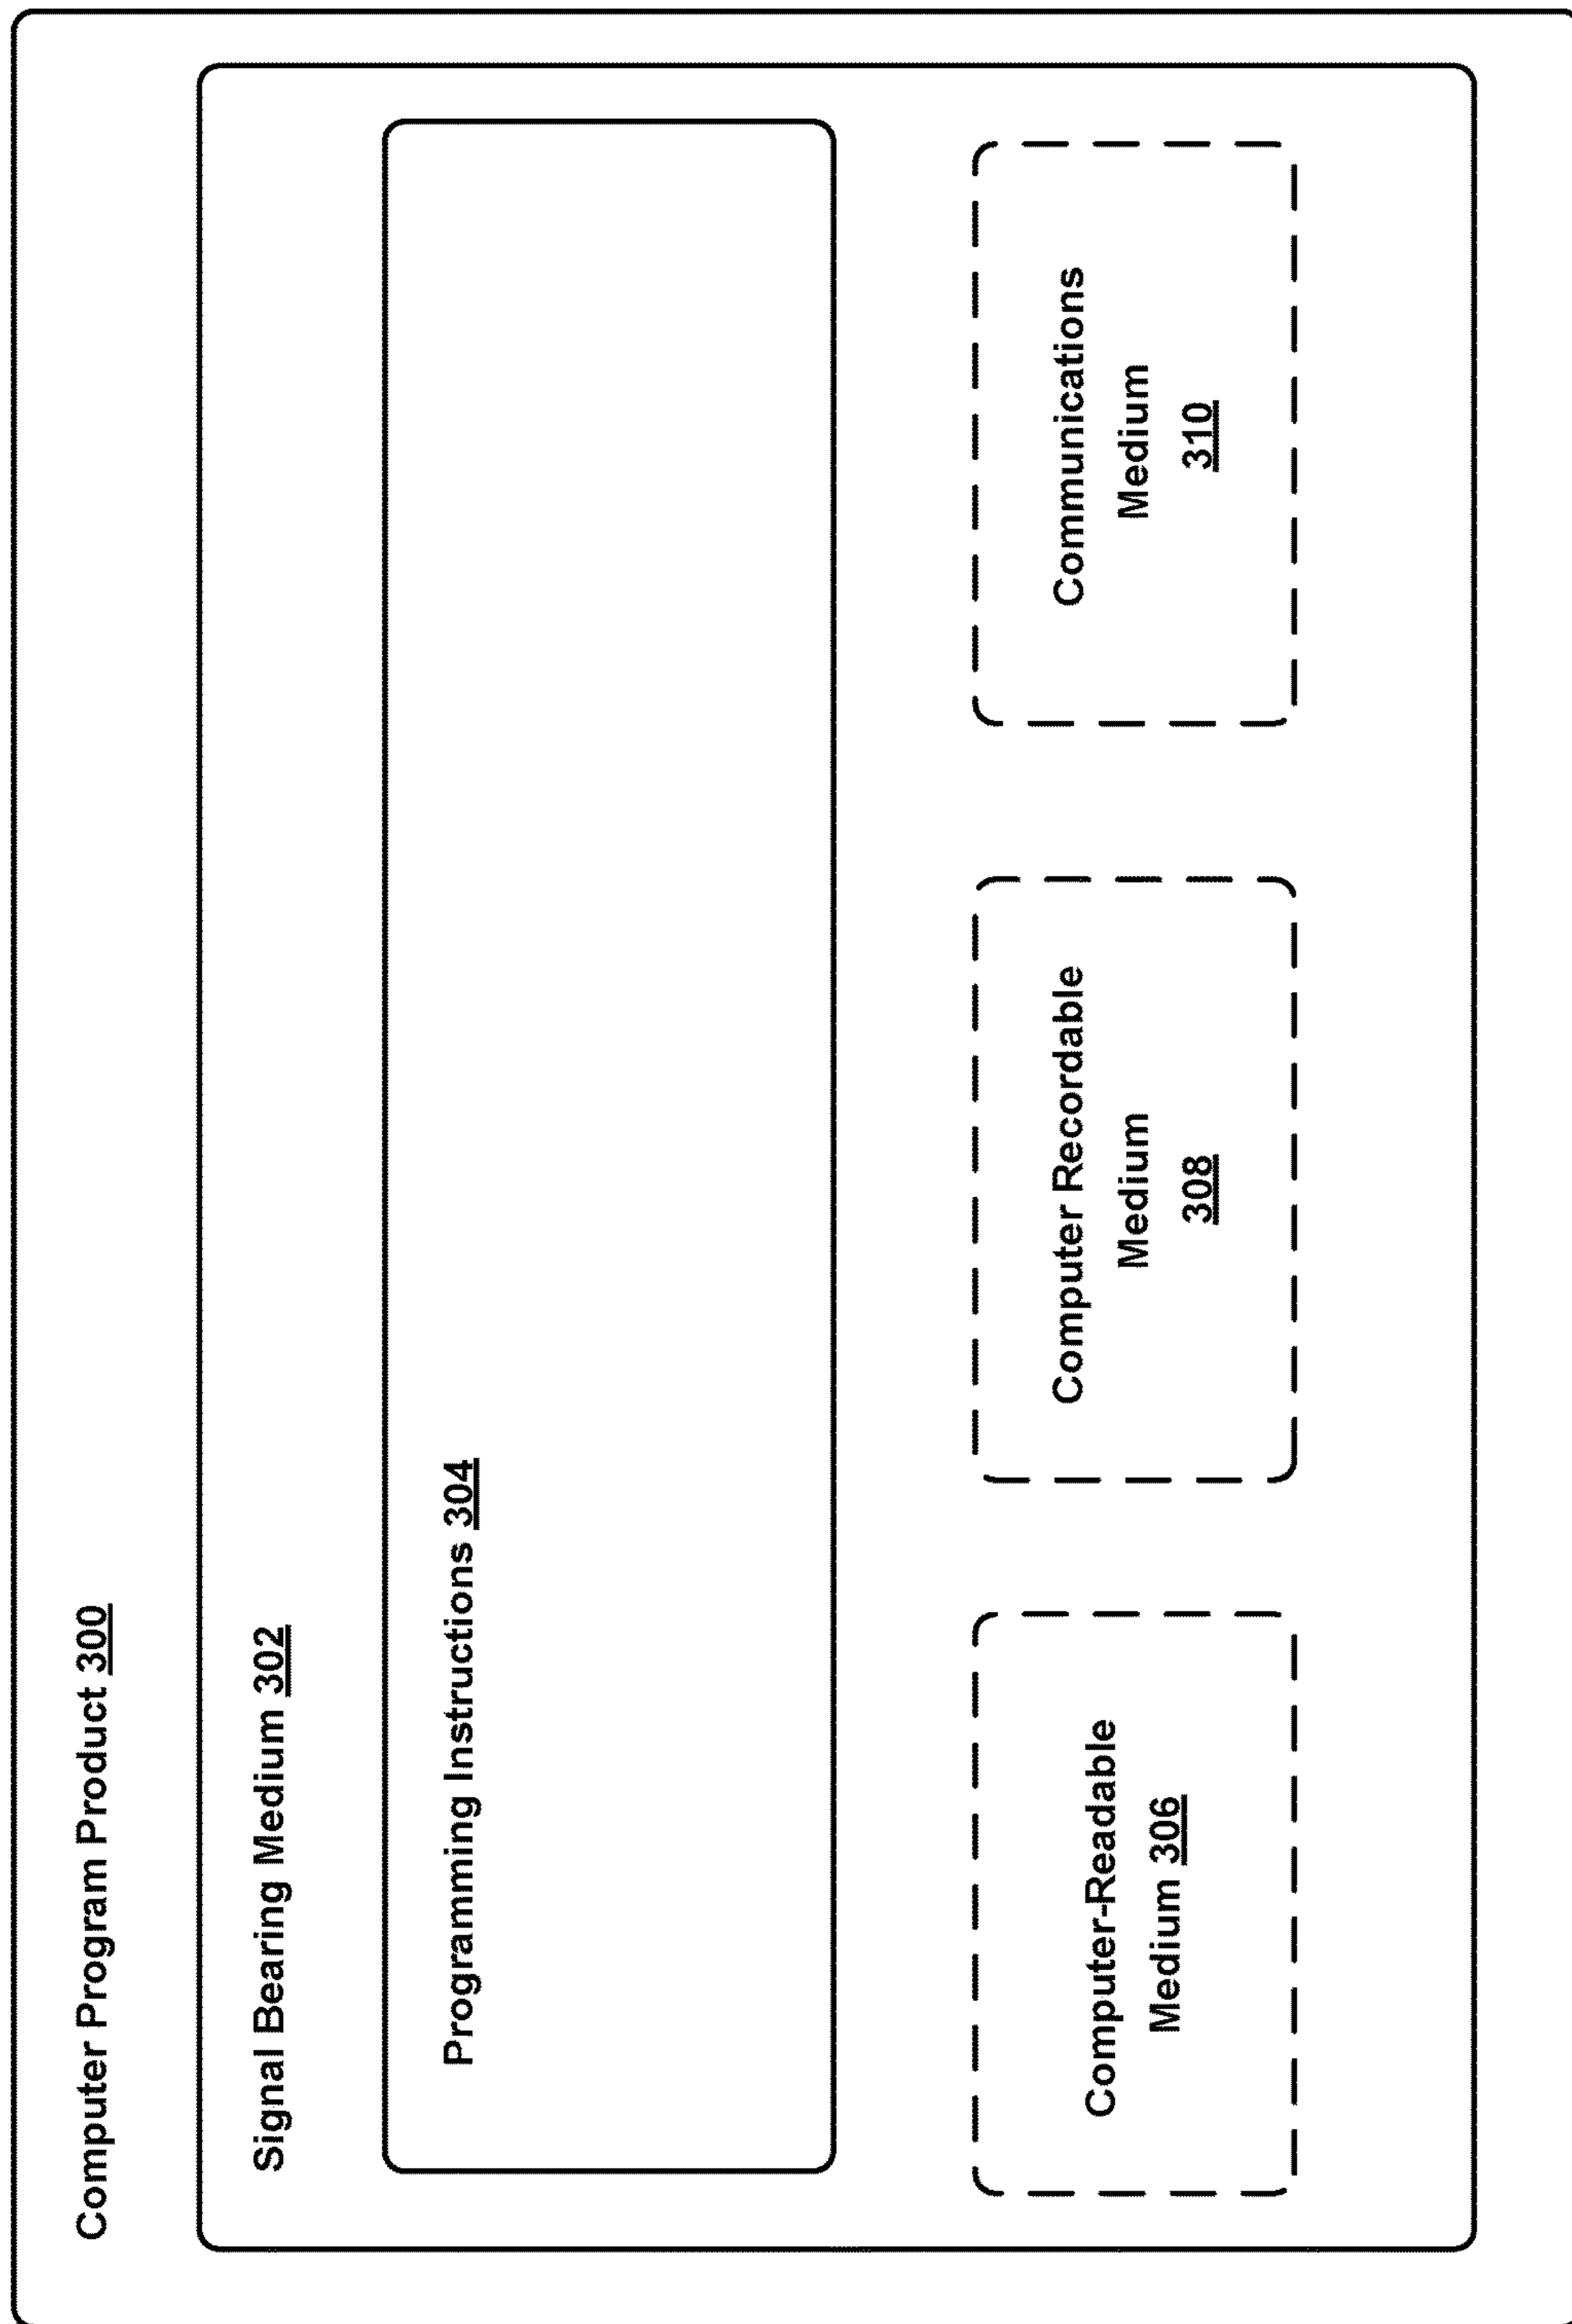 Computer Program Product 300
Signal Bearing Medium 302
Programming Instructions 304
Computer-Readable
Medium 306
Computer Recordable
Medium
308
Communications
Medium
310